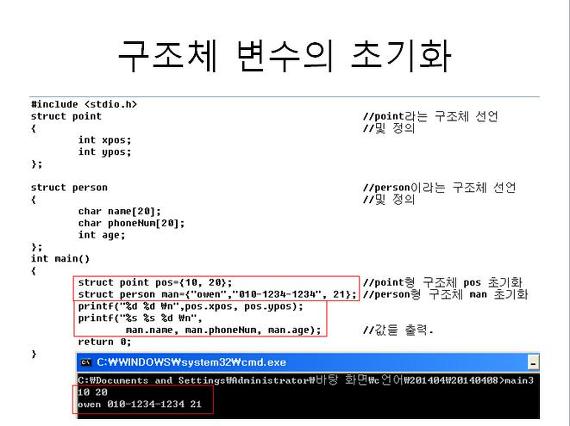 구조체 변수의 초기화
#include <stdio.h>
struct point //point라는 구조체 선언
{ //및 정의
int xpos;
int ypos;
};
struct person //person이라는 구조체 선언
{ //및 정의
char name[20];
char phoneNum[20];
int age;
};
int main()
{
struct point pos={10, 20}; //point형 구조체 pos 초기화
struct person man={"owen","010-1234-1234", 21}; //person형 구조체 man 초기화
printf("%d %d ₩n",pos.xpos, pos.ypos);
printf("%s %s %d ₩n",
man.name, man.phoneNum, man.age); //값을 출력.
return 0;
}
C:₩WINDOWS₩system32₩cmd.exe
C:₩Documents and Settings₩Administrator₩바탕 화면₩c언어₩201404₩20140408>main3
10 20
owen 010-1234-1234 21